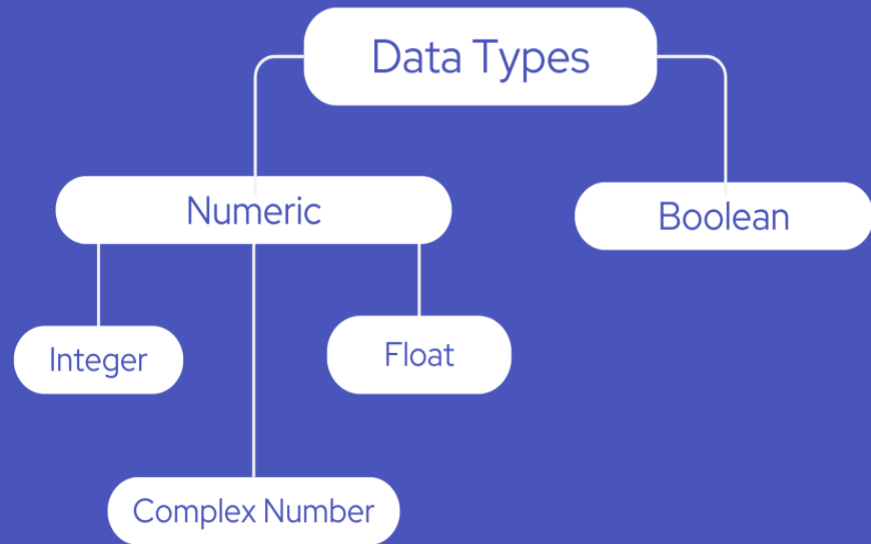 Data Types
Numeric
Boolean
Integer
Float
Complex Number